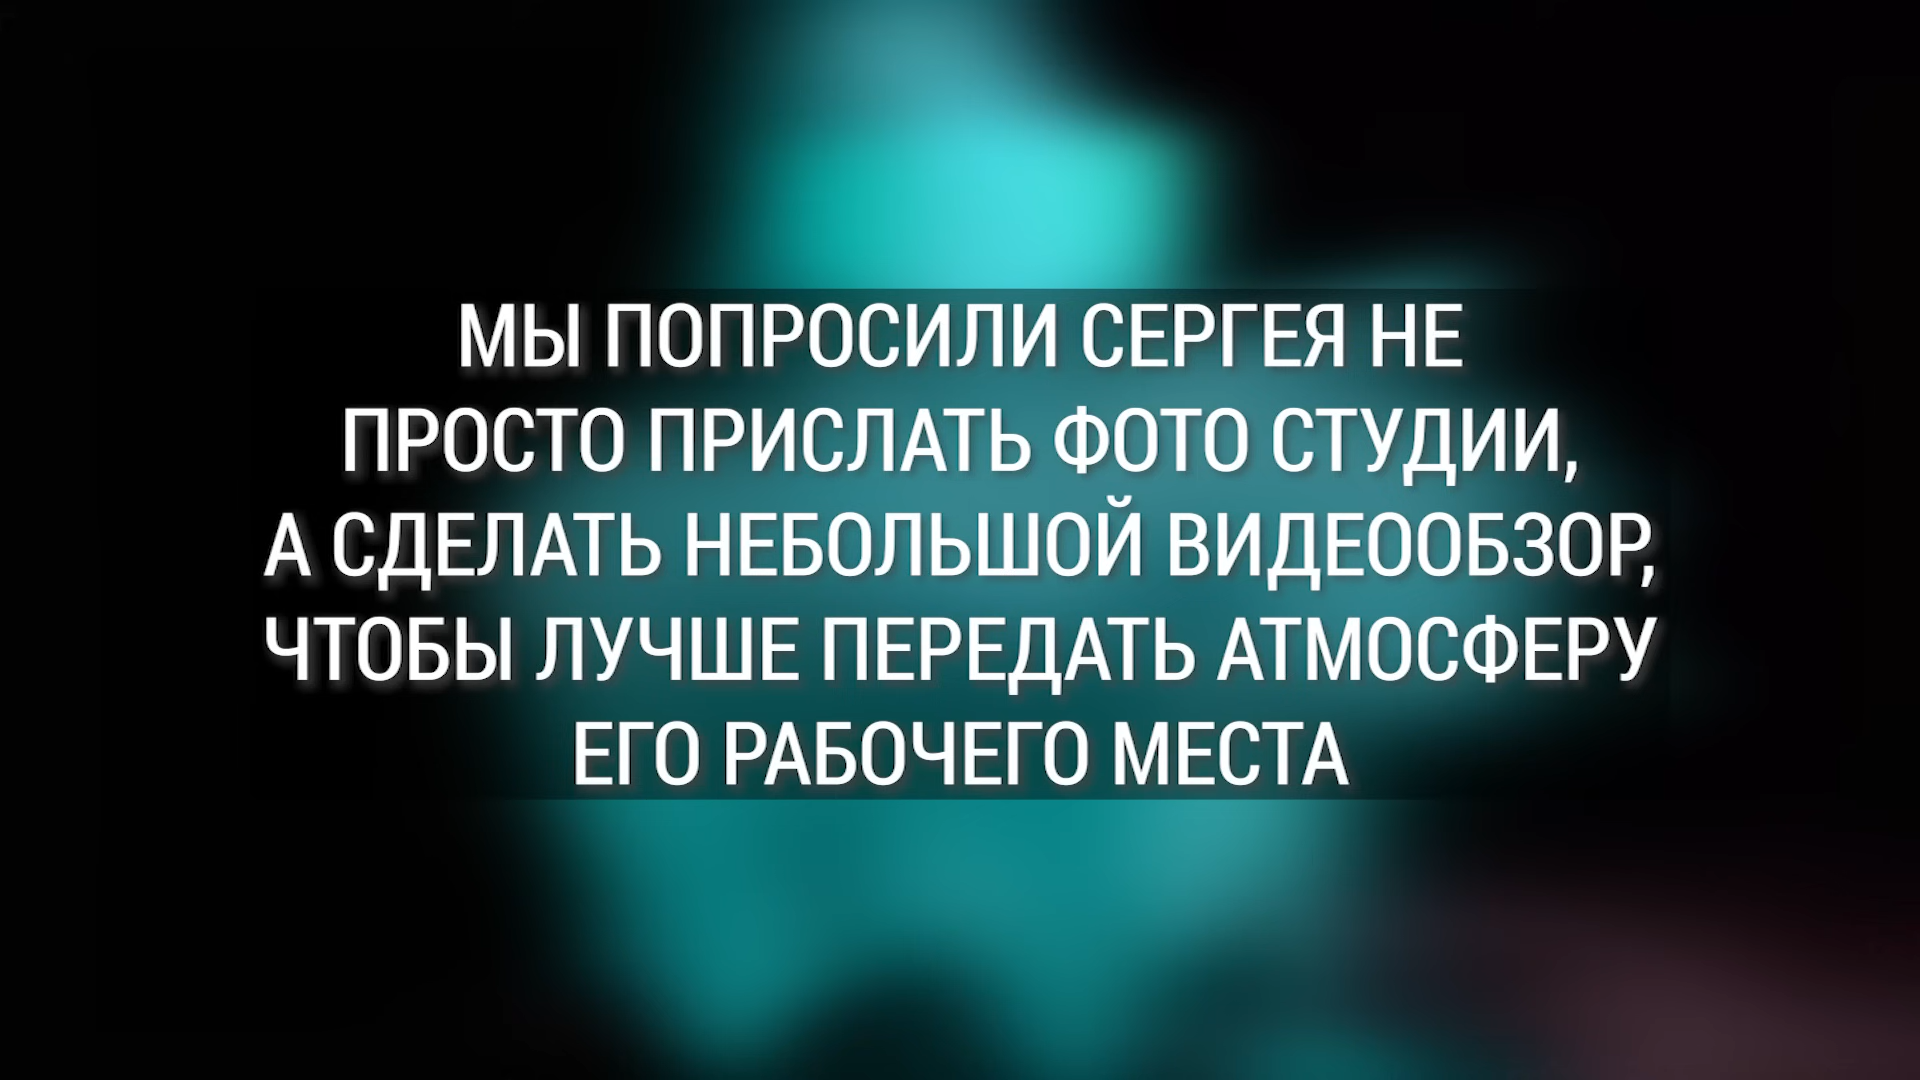 МЫ ПОПРОСИЛИ СЕРГЕЯ НЕ
ПРОСТО ПРИСЛАТЬ ФОТО СТУДИИ,
А СДЕЛАТЬ НЕБОЛЬШОЙ ВИДЕООБЗОР,
ЧТОБЫ ЛУЧШЕ ПЕРЕДАТЬ АТМОСФЕРУ
ЕГО РАБОЧЕГО МЕСТА